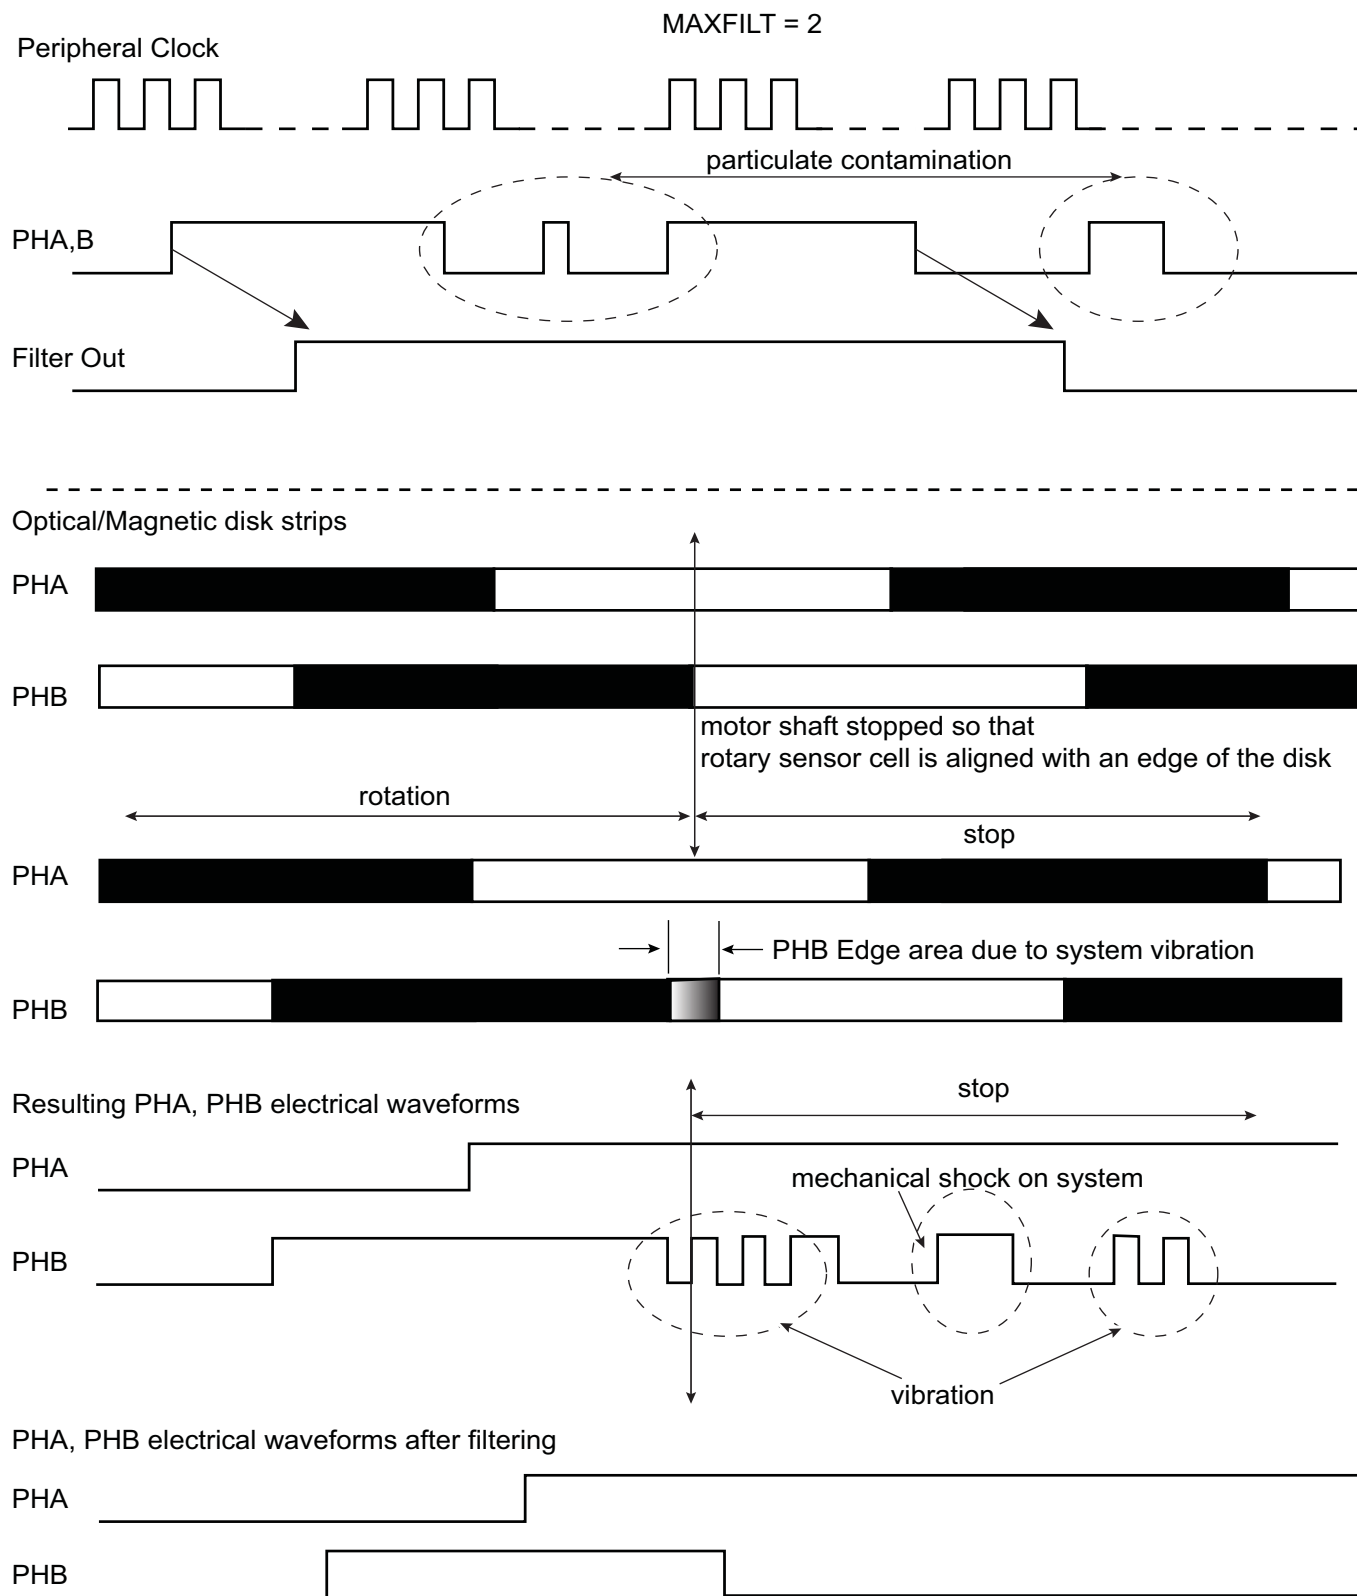 MAXFILT = 2
Peripheral Clock
particulate contamination
PHA,B
Filter Out
Optical/Magnetic disk strips
PHA
PHB
motor shaft stopped so that
rotary sensor cell is aligned with an edge of the disk
rotation
stop
PHA
PHB Edge area due to system vibration
PHB
Resulting PHA, PHB electrical waveforms
stop
PHA
mechanical shock on system
PHB
vibration
PHA, PHB electrical waveforms after filtering
PHA
PHB